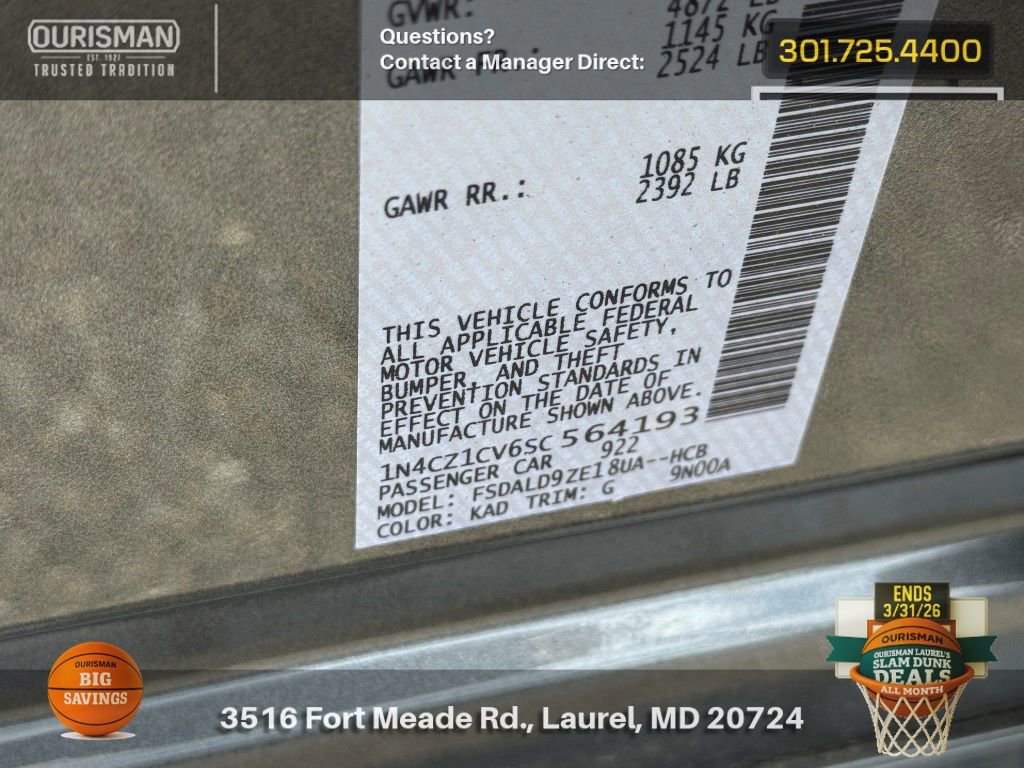 OURISMAN
EST. 1921
TRUSTED TRADITION
Questions?
Contact a Manager Direct:
301.725.4400
GVWR:
4872 LB
1145 KG
GAWR FR.:
2524 LB
1085 KG
GAWR RR.:
2392 LB
THIS VEHICLE CONFORMS TO
ALL APPLICABLE FEDERAL
MOTOR VEHICLE SAFETY,
BUMPER, AND THEFT
PREVENTION STANDARDS IN
EFFECT ON THE DATE OF
MANUFACTURE SHOWN ABOVE.
1N4CZ1CV6SC564193
PASSENGER CAR 922
MODEL: FSDALD9ZE18UA--HCB
COLOR: KAD TRIM: G 9N00A
ENDS
3/31/26
OURISMAN
OURISMAN LAUREL'S
SLAM DUNK
DEALS
ALL MONTH
OURISMAN
BIG
SAVINGS
3516 Fort Meade Rd., Laurel, MD 20724